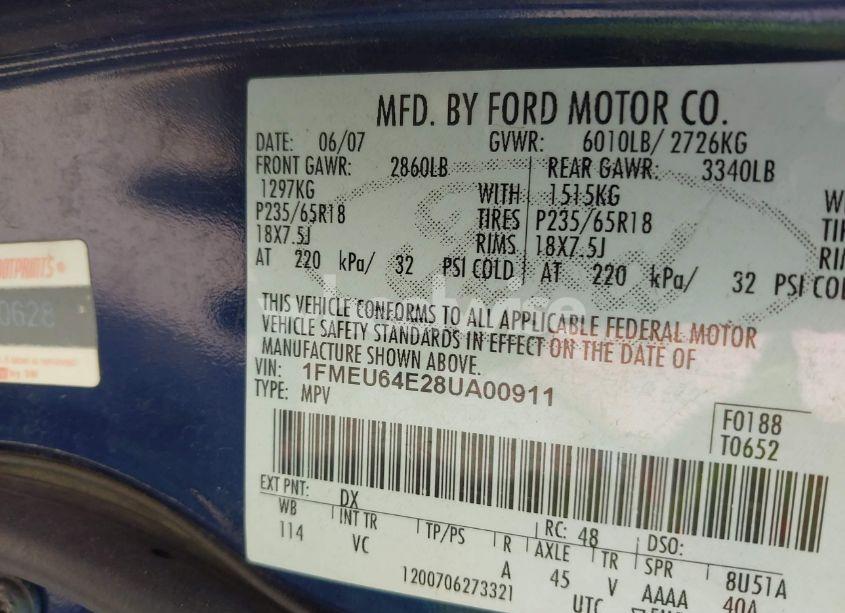 MFD. BY FORD MOTOR CO.
DATE: 06/07 GVWR: 6010LB/ 2726KG
FRONT GAWR: 2860LB REAR GAWR: 3340LB
1297KG WITH 1515KG WITH
P235/65R18 TIRES P235/65R18
18X7.5J RIMS 18X7.5J
AT 220 kPa/ 32 PSI COLD AT 220 kPa/ 32 PSI COLD
THIS VEHICLE CONFORMS TO ALL APPLICABLE FEDERAL MOTOR
VEHICLE SAFETY STANDARDS IN EFFECT ON THE DATE OF
MANUFACTURE SHOWN ABOVE.
VIN: 1FMEU64E28UA00911
TYPE: MPV
F0188
T0652
EXT PNT: DX RC: 48 DSO:
WB INT TR TP/PS R AXLE TR SPR 8U51A
114 VC A 45 V AAAA 40A
1200706273321 UTC
0628